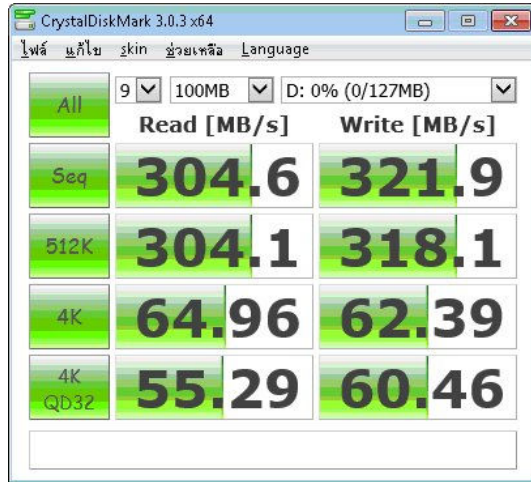 CrystalDiskMark 3.0.3 x64
ไฟล์ แก้ไข skin ช่วยเหลือ Language
All 9 100MB D: 0% (0/127MB)
Read [MB/s] Write [MB/s]
Seq 304.6 321.9
512K 304.1 318.1
4K 64.96 62.39
4K QD32 55.29 60.46